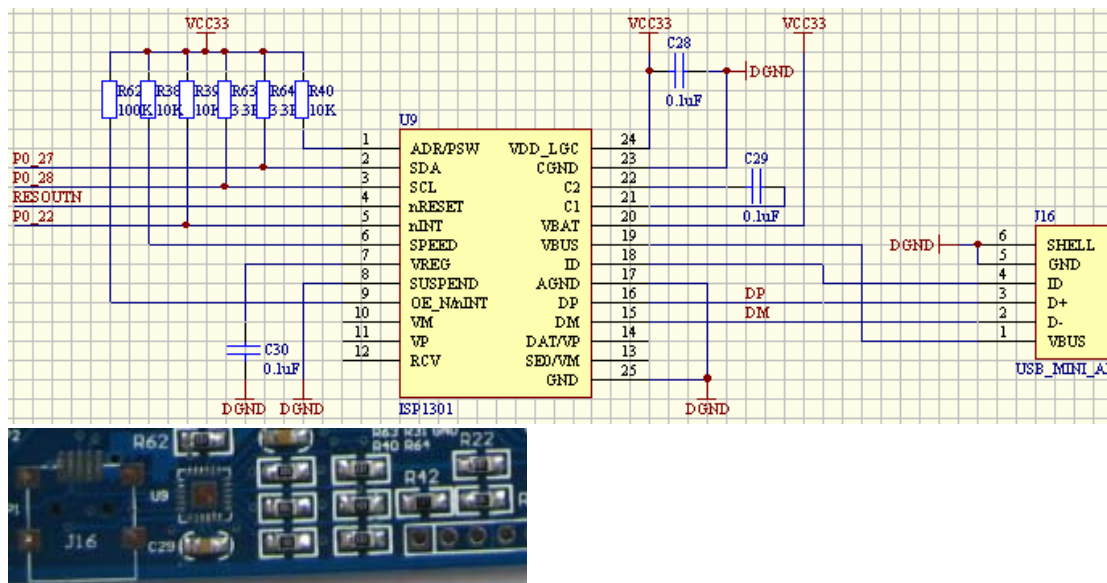 VCC33
VCC33
VCC33
C28
DGND
0.1uF
R62
R38
R39
R63
R64
R40
100K
10K
10K
3.3K
3.3K
10K
U9
1 ADR/PSW VDD_LGC 24
2 SDA CGND 23
3 SCL C2 22
4 nRESET C1 21
5 nINT VBAT 20
6 SPEED VBUS 19
7 VREG ID 18
8 SUSPEND AGND 17
9 OE_N/nINT DP 16
10 VM DM 15
11 VP DAT/VP 14
12 RCV SE0/VM 13
GND 25
ISP1301
P0_27
P0_28
RESOUTN
P0_22
C29
0.1uF
DP
DM
DGND
J16
6 SHELL
5 GND
4 ID
3 D+
2 D-
1 VBUS
C30
0.1uF
DGND
DGND
DGND
R62
R63 R31 GND
R40 R64
R22
U9
R42
J16
C29